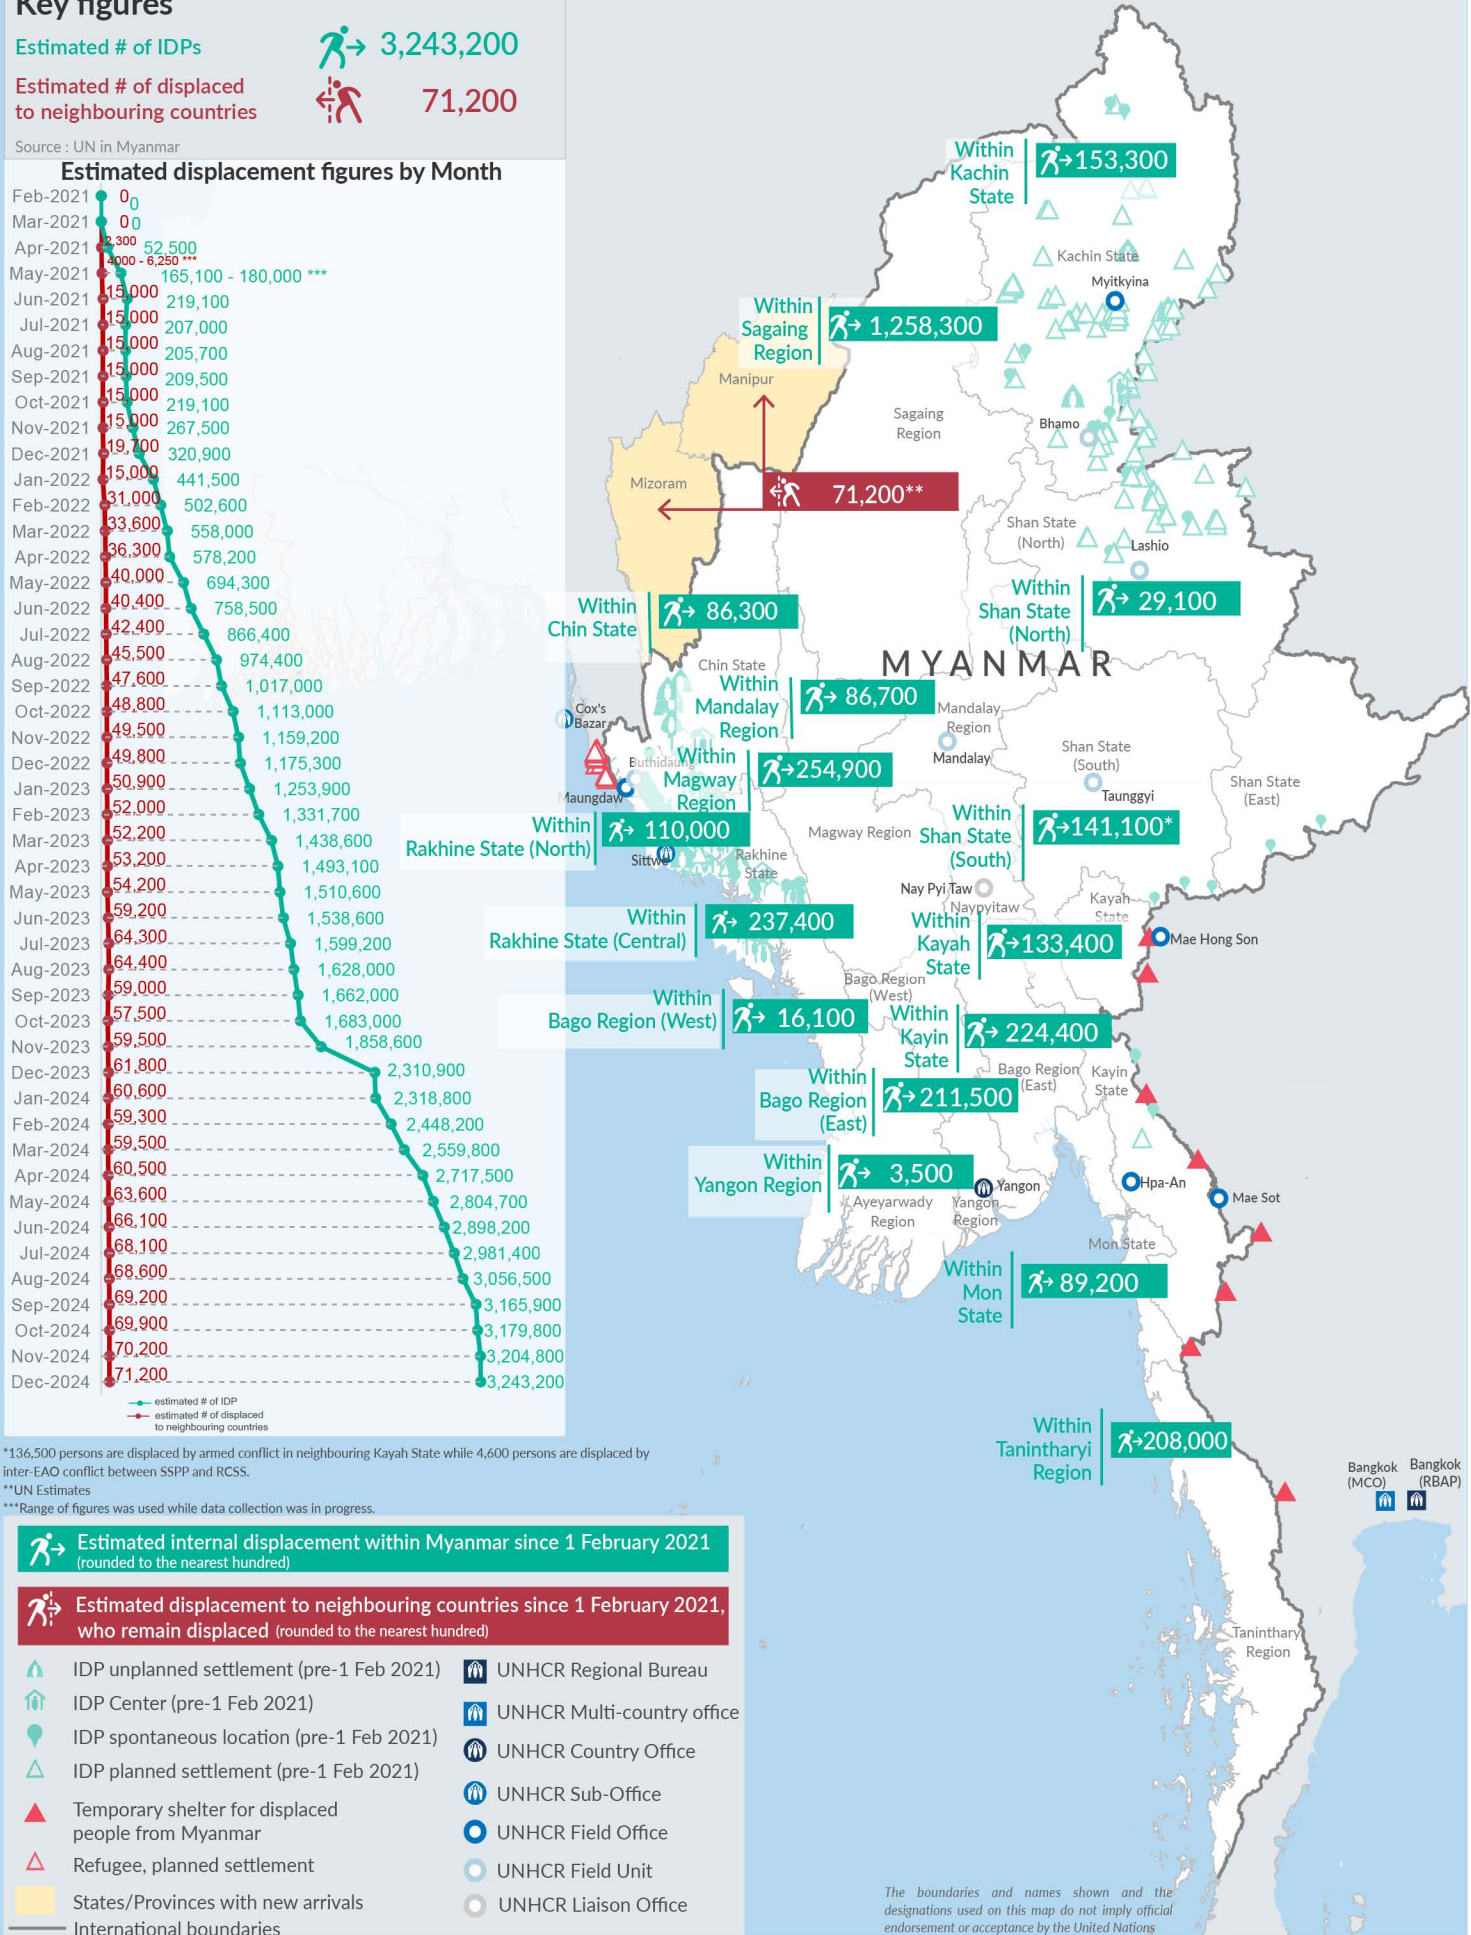 Key figures
Estimated # of IDPs
3,243,200
Estimated # of displaced
to neighbouring countries
71,200
Source : UN in Myanmar
Estimated displacement figures by Month
Feb-2021 0 0
Mar-2021 0 0
Apr-2021 2,300 52,500
May-2021 4000 - 6,250 *** 165,100 - 180,000 ***
Jun-2021 15,000 219,100
Jul-2021 15,000 207,000
Aug-2021 15,000 205,700
Sep-2021 15,000 209,500
Oct-2021 15,000 219,100
Nov-2021 15,000 267,500
Dec-2021 19,700 320,900
Jan-2022 15,000 441,500
Feb-2022 31,000 502,600
Mar-2022 33,600 558,000
Apr-2022 36,300 578,200
May-2022 40,000 694,300
Jun-2022 40,400 758,500
Jul-2022 42,400 866,400
Aug-2022 45,500 974,400
Sep-2022 47,600 1,017,000
Oct-2022 48,800 1,113,000
Nov-2022 49,500 1,159,200
Dec-2022 49,800 1,175,300
Jan-2023 50,900 1,253,900
Feb-2023 52,000 1,331,700
Mar-2023 52,200 1,438,600
Apr-2023 53,200 1,493,100
May-2023 54,200 1,510,600
Jun-2023 59,200 1,538,600
Jul-2023 64,300 1,599,200
Aug-2023 64,400 1,628,000
Sep-2023 59,000 1,662,000
Oct-2023 57,500 1,683,000
Nov-2023 59,500 1,858,600
Dec-2023 61,800 2,310,900
Jan-2024 60,600 2,318,800
Feb-2024 59,300 2,448,200
Mar-2024 59,500 2,559,800
Apr-2024 60,500 2,717,500
May-2024 63,600 2,804,700
Jun-2024 66,100 2,898,200
Jul-2024 68,100 2,981,400
Aug-2024 68,600 3,056,500
Sep-2024 69,200 3,165,900
Oct-2024 69,900 3,179,800
Nov-2024 70,200 3,204,800
Dec-2024 71,200 3,243,200
estimated # of IDP
estimated # of displaced
to neighbouring countries
Within
Kachin
State
153,300
Kachin State
Myitkyina
Within
Sagaing
Region
1,258,300
Manipur
Sagaing
Region
Bhamo
Mizoram
71,200**
Shan State
(North)
Lashio
Within
Chin State
86,300
Within
Shan State
(North)
29,100
MYANMAR
Chin State
Within
Mandalay
Region
86,700
Mandalay
Region
Mandalay
Cox's
Bazar
Buthidaung
Maungdaw
Within
Magway
Region
254,900
Shan State
(South)
Taunggyi
Shan State
(East)
Within
Rakhine State (North)
110,000
Sittwe
Rakhine
State
Magway Region
Within
Shan State
(South)
141,100*
Nay Pyi Taw
Naypyitaw
Kayah
State
Within
Rakhine State (Central)
237,400
Within
Kayah
State
133,400
Mae Hong Son
Bago Region
(West)
Within
Bago Region (West)
16,100
Within
Kayin
State
224,400
Bago Region
(East)
Kayin
State
Within
Bago Region
(East)
211,500
Within
Yangon Region
3,500
Yangon
Ayeyarwady
Region
Yangon
Region
Hpa-An
Mae Sot
Mon State
Within
Mon
State
89,200
Within
Tanintharyi
Region
208,000
Bangkok
(MCO)
Bangkok
(RBAP)
Taninthary
Region
*136,500 persons are displaced by armed conflict in neighbouring Kayah State while 4,600 persons are displaced by
inter-EAO conflict between SSPP and RCSS.
**UN Estimates
***Range of figures was used while data collection was in progress.
Estimated internal displacement within Myanmar since 1 February 2021
(rounded to the nearest hundred)
Estimated displacement to neighbouring countries since 1 February 2021,
who remain displaced (rounded to the nearest hundred)
IDP unplanned settlement (pre-1 Feb 2021)
IDP Center (pre-1 Feb 2021)
IDP spontaneous location (pre-1 Feb 2021)
IDP planned settlement (pre-1 Feb 2021)
Temporary shelter for displaced
people from Myanmar
Refugee, planned settlement
States/Provinces with new arrivals
International boundaries
UNHCR Regional Bureau
UNHCR Multi-country office
UNHCR Country Office
UNHCR Sub-Office
UNHCR Field Office
UNHCR Field Unit
UNHCR Liaison Office
The boundaries and names shown and the
designations used on this map do not imply official
endorsement or acceptance by the United Nations